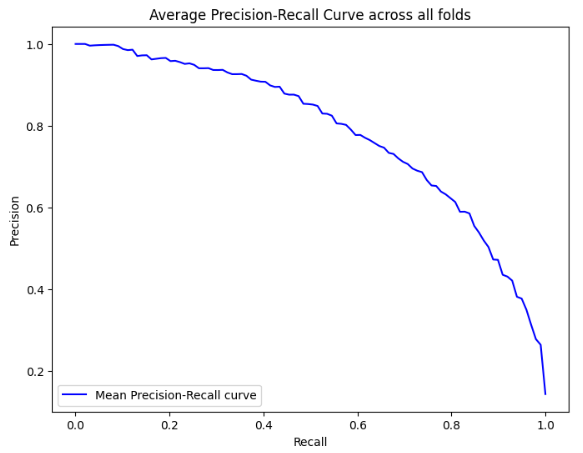 Average Precision-Recall Curve across all folds
1.0
0.8
0.6
0.4
0.2
Precision
Mean Precision-Recall curve
0.0 0.2 0.4 0.6 0.8 1.0
Recall